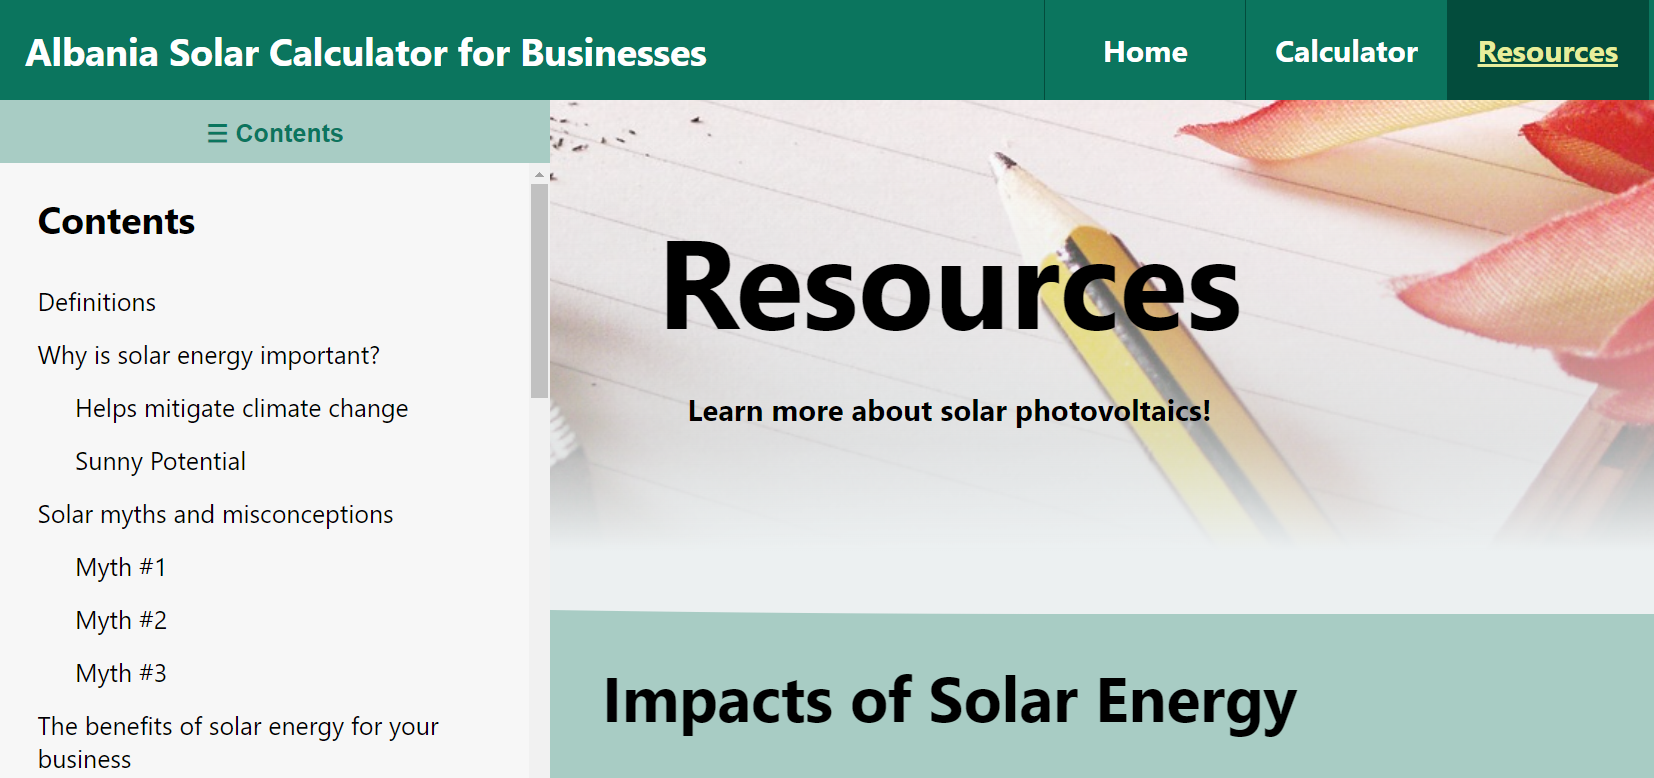 Albania Solar Calculator for Businesses
Home
Calculator
Resources
☰ Contents
Contents
Definitions
Why is solar energy important?
Helps mitigate climate change
Sunny Potential
Solar myths and misconceptions
Myth #1
Myth #2
Myth #3
The benefits of solar energy for your
business
Resources
Learn more about solar photovoltaics!
Impacts of Solar Energy